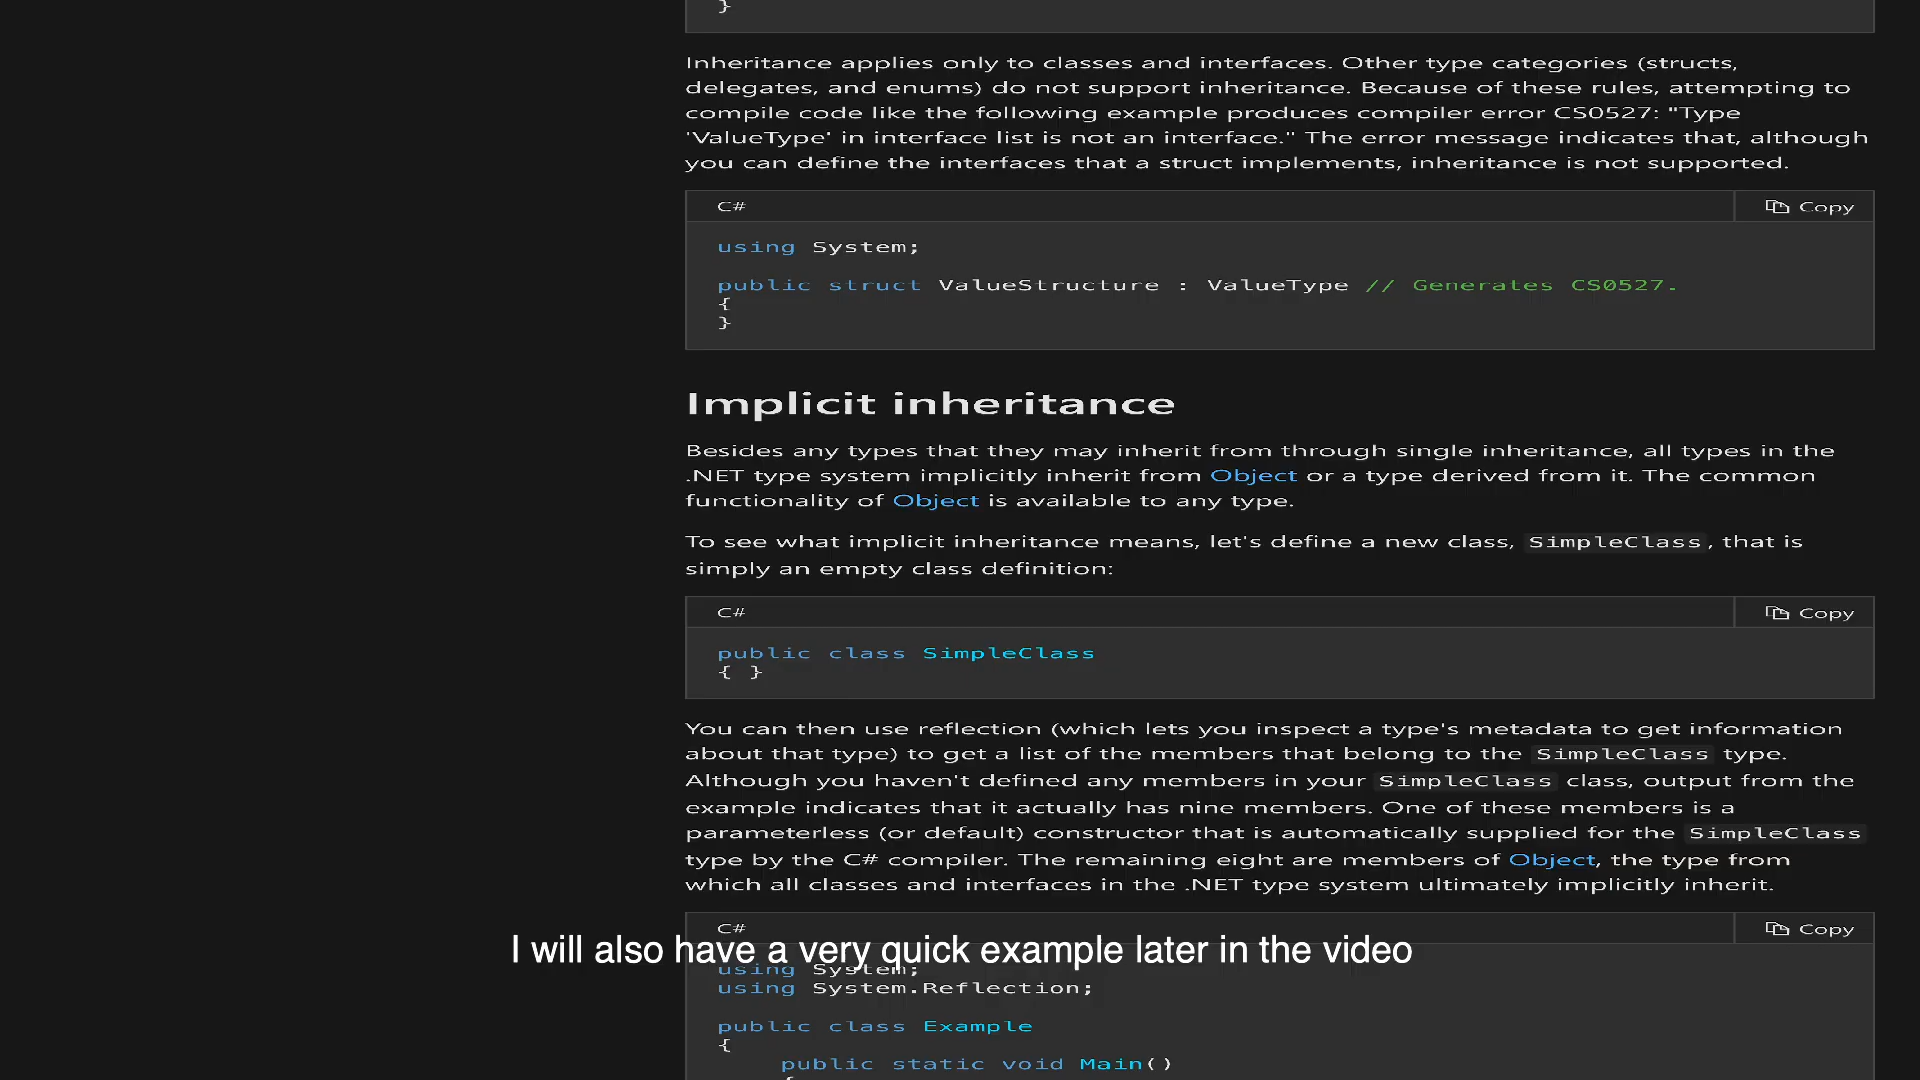 }
Inheritance applies only to classes and interfaces. Other type categories (structs,
delegates, and enums) do not support inheritance. Because of these rules, attempting to
compile code like the following example produces compiler error CS0527: "Type
'ValueType' in interface list is not an interface." The error message indicates that, although
you can define the interfaces that a struct implements, inheritance is not supported.
C#
Copy
using System;
public struct ValueStructure : ValueType // Generates CS0527.
{
}
Implicit inheritance
Besides any types that they may inherit from through single inheritance, all types in the
.NET type system implicitly inherit from Object or a type derived from it. The common
functionality of Object is available to any type.
To see what implicit inheritance means, let's define a new class, SimpleClass, that is
simply an empty class definition:
C#
Copy
public class SimpleClass
{ }
You can then use reflection (which lets you inspect a type's metadata to get information
about that type) to get a list of the members that belong to the SimpleClass type.
Although you haven't defined any members in your SimpleClass class, output from the
example indicates that it actually has nine members. One of these members is a
parameterless (or default) constructor that is automatically supplied for the SimpleClass
type by the C# compiler. The remaining eight are members of Object, the type from
which all classes and interfaces in the .NET type system ultimately implicitly inherit.
C#
Copy
I will also have a very quick example later in the video
using System;
using System.Reflection;
public class Example
{
public static void Main()
{